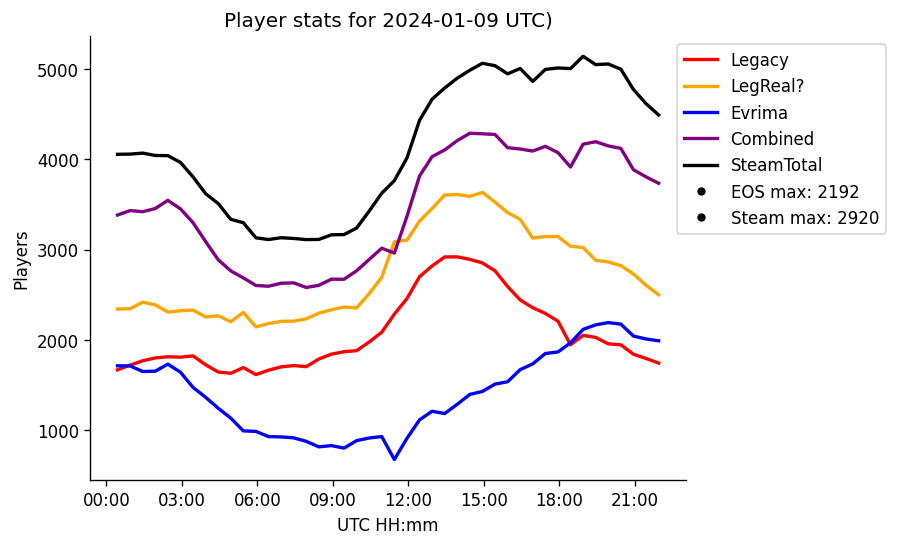 Player stats for 2024-01-09 UTC)
Legacy
LegReal?
Evrima
Combined
SteamTotal
EOS max: 2192
Steam max: 2920
Players
5000
4000
3000
2000
1000
00:00 03:00 06:00 09:00 12:00 15:00 18:00 21:00
UTC HH:mm